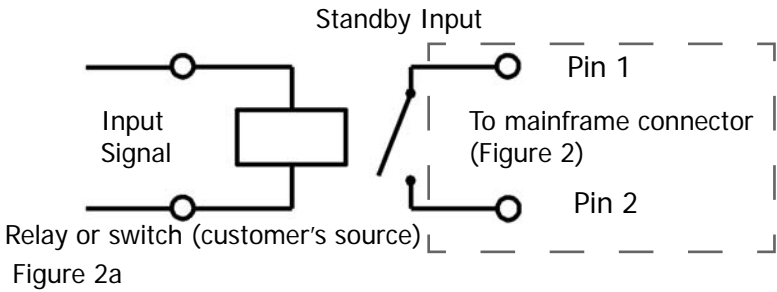 Standby Input
Pin 1
Input
Signal
To mainframe connector
(Figure 2)
Pin 2
Relay or switch (customer's source)
Figure 2a